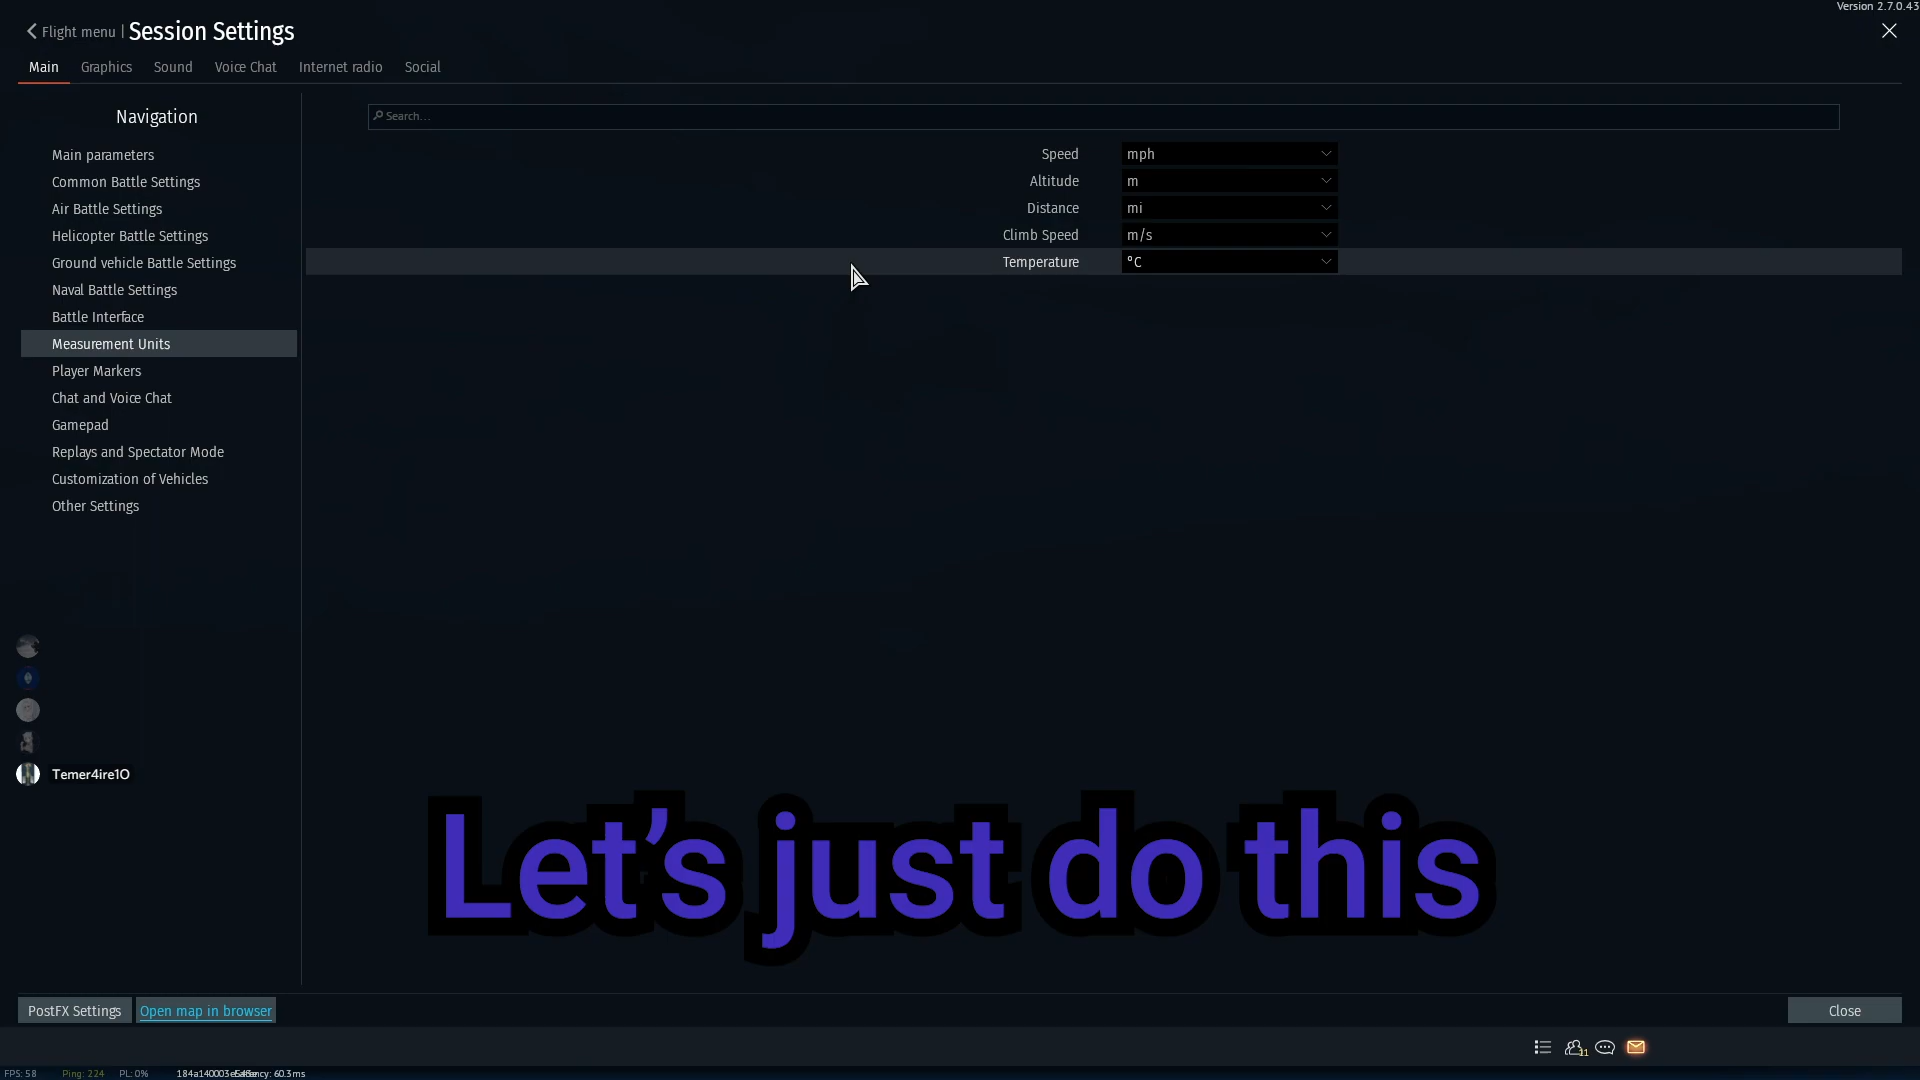 Version 2.7.0.43
Flight menu | Session Settings
Main Graphics Sound Voice Chat Internet radio Social
Navigation
Search...
Main parameters
Common Battle Settings
Air Battle Settings
Helicopter Battle Settings
Ground vehicle Battle Settings
Naval Battle Settings
Battle Interface
Measurement Units
Player Markers
Chat and Voice Chat
Gamepad
Replays and Spectator Mode
Customization of Vehicles
Other Settings
Speed mph
Altitude m
Distance mi
Climb Speed m/s
Temperature °C
Temer4ire1O
Let's just do this
PostFX Settings Open map in browser Close
11
FPS: 58 Ping: 224 PL: 0% 60.3ms